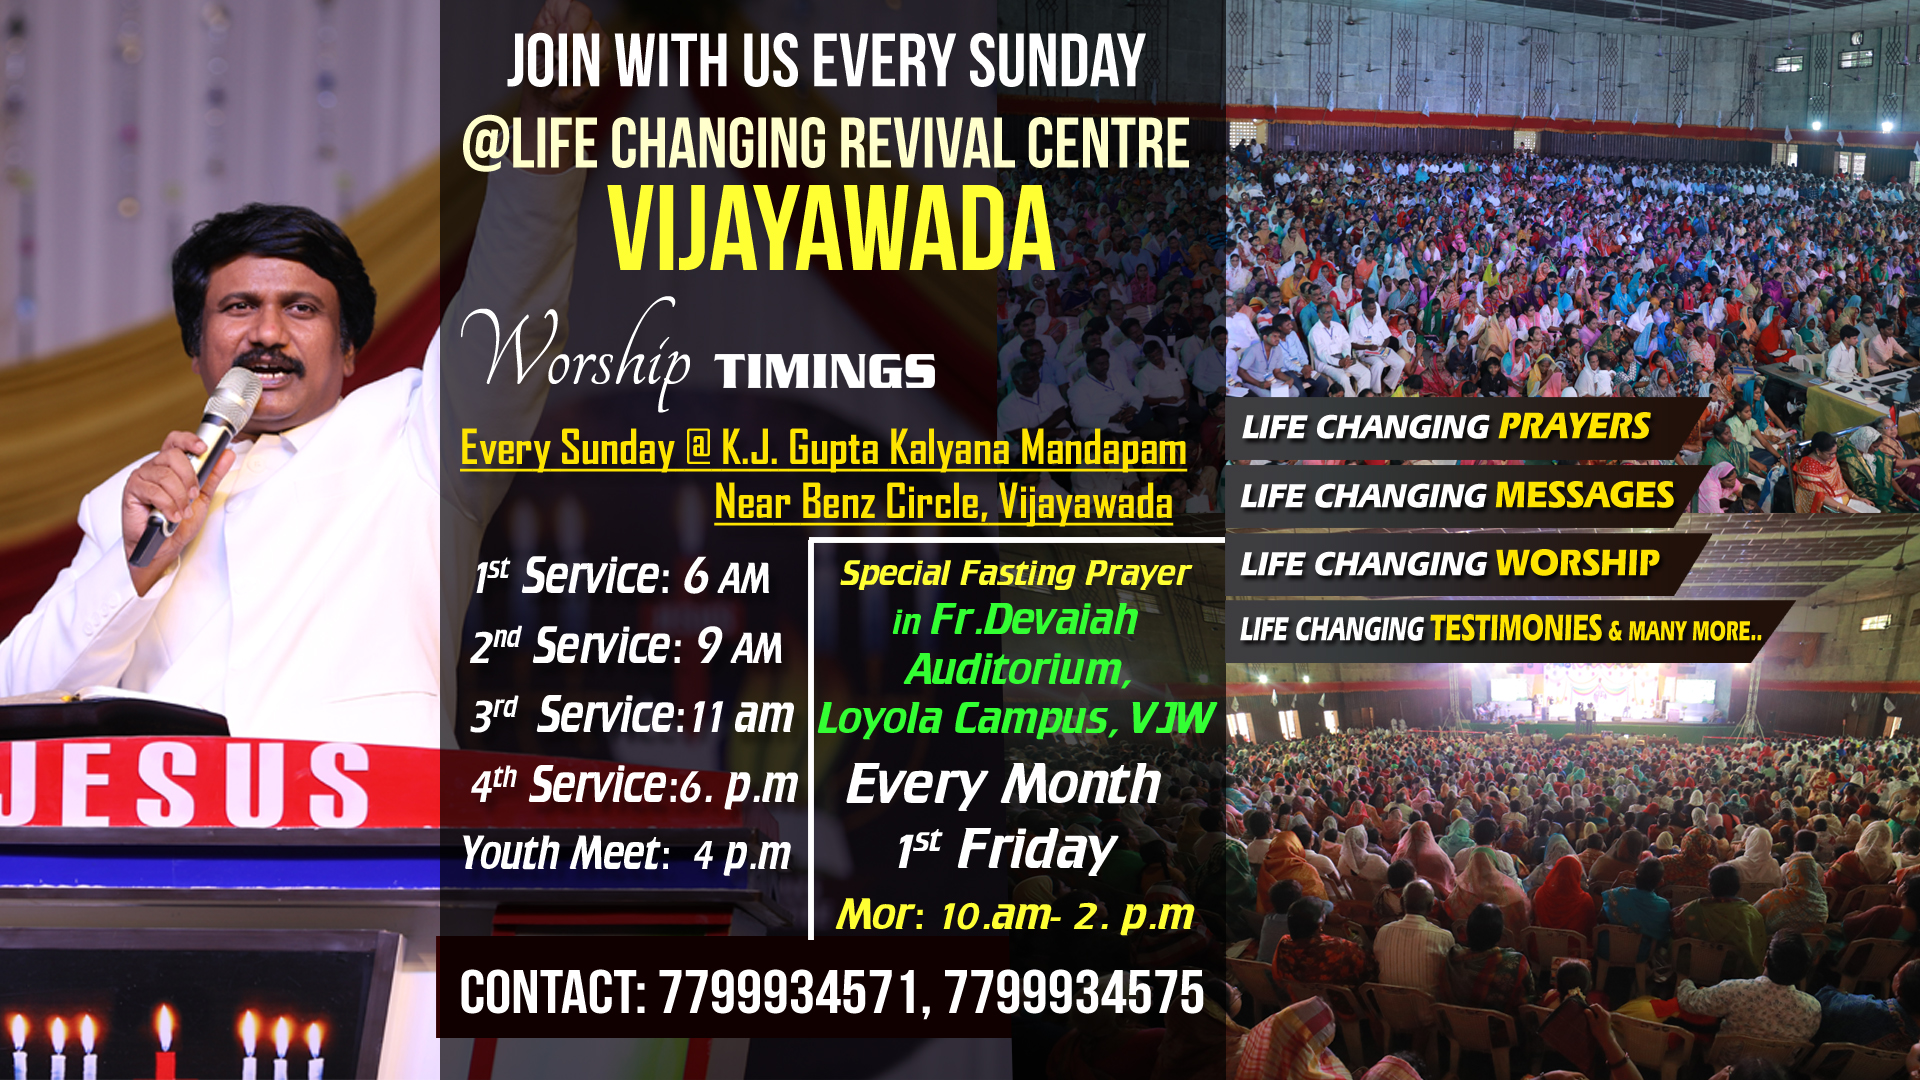 JOIN WITH US EVERY SUNDAY
@LIFE CHANGING REVIVAL CENTRE
VIJAYAWADA
Worship TIMINGS
Every Sunday @ K.J. Gupta Kalyana Mandapam
Near Benz Circle, Vijayawada
1st Service: 6 AM
2nd Service: 9 AM
3rd Service:11 am
4th Service:6. p.m
Youth Meet: 4 p.m
Special Fasting Prayer
in Fr.Devaiah
Auditorium,
Loyola Campus, VJW
Every Month
1st Friday
Mor: 10.am- 2. p.m
CONTACT: 7799934571, 7799934575
LIFE CHANGING PRAYERS
LIFE CHANGING MESSAGES
LIFE CHANGING WORSHIP
LIFE CHANGING TESTIMONIES & MANY MORE..
JESUS